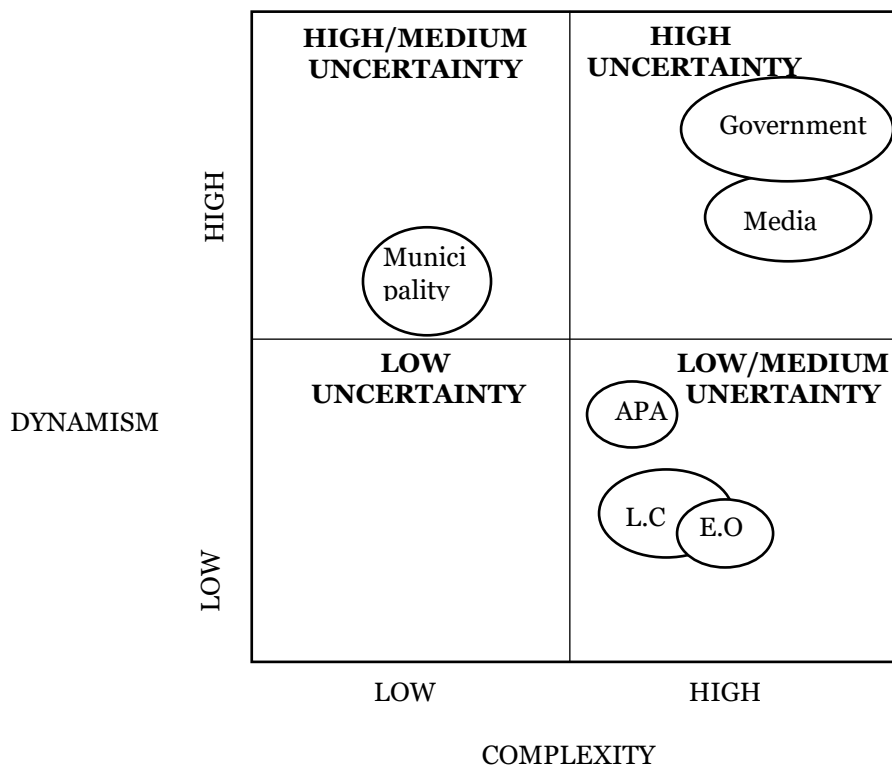 HIGH/MEDIUM
UNCERTAINTY
HIGH
UNCERTAINTY
Government
HIGH
Media
Munici
pality
LOW
UNCERTAINTY
LOW/MEDIUM
UNERTAINTY
APA
DYNAMISM
L.C
E.O
LOW
LOW
HIGH
COMPLEXITY